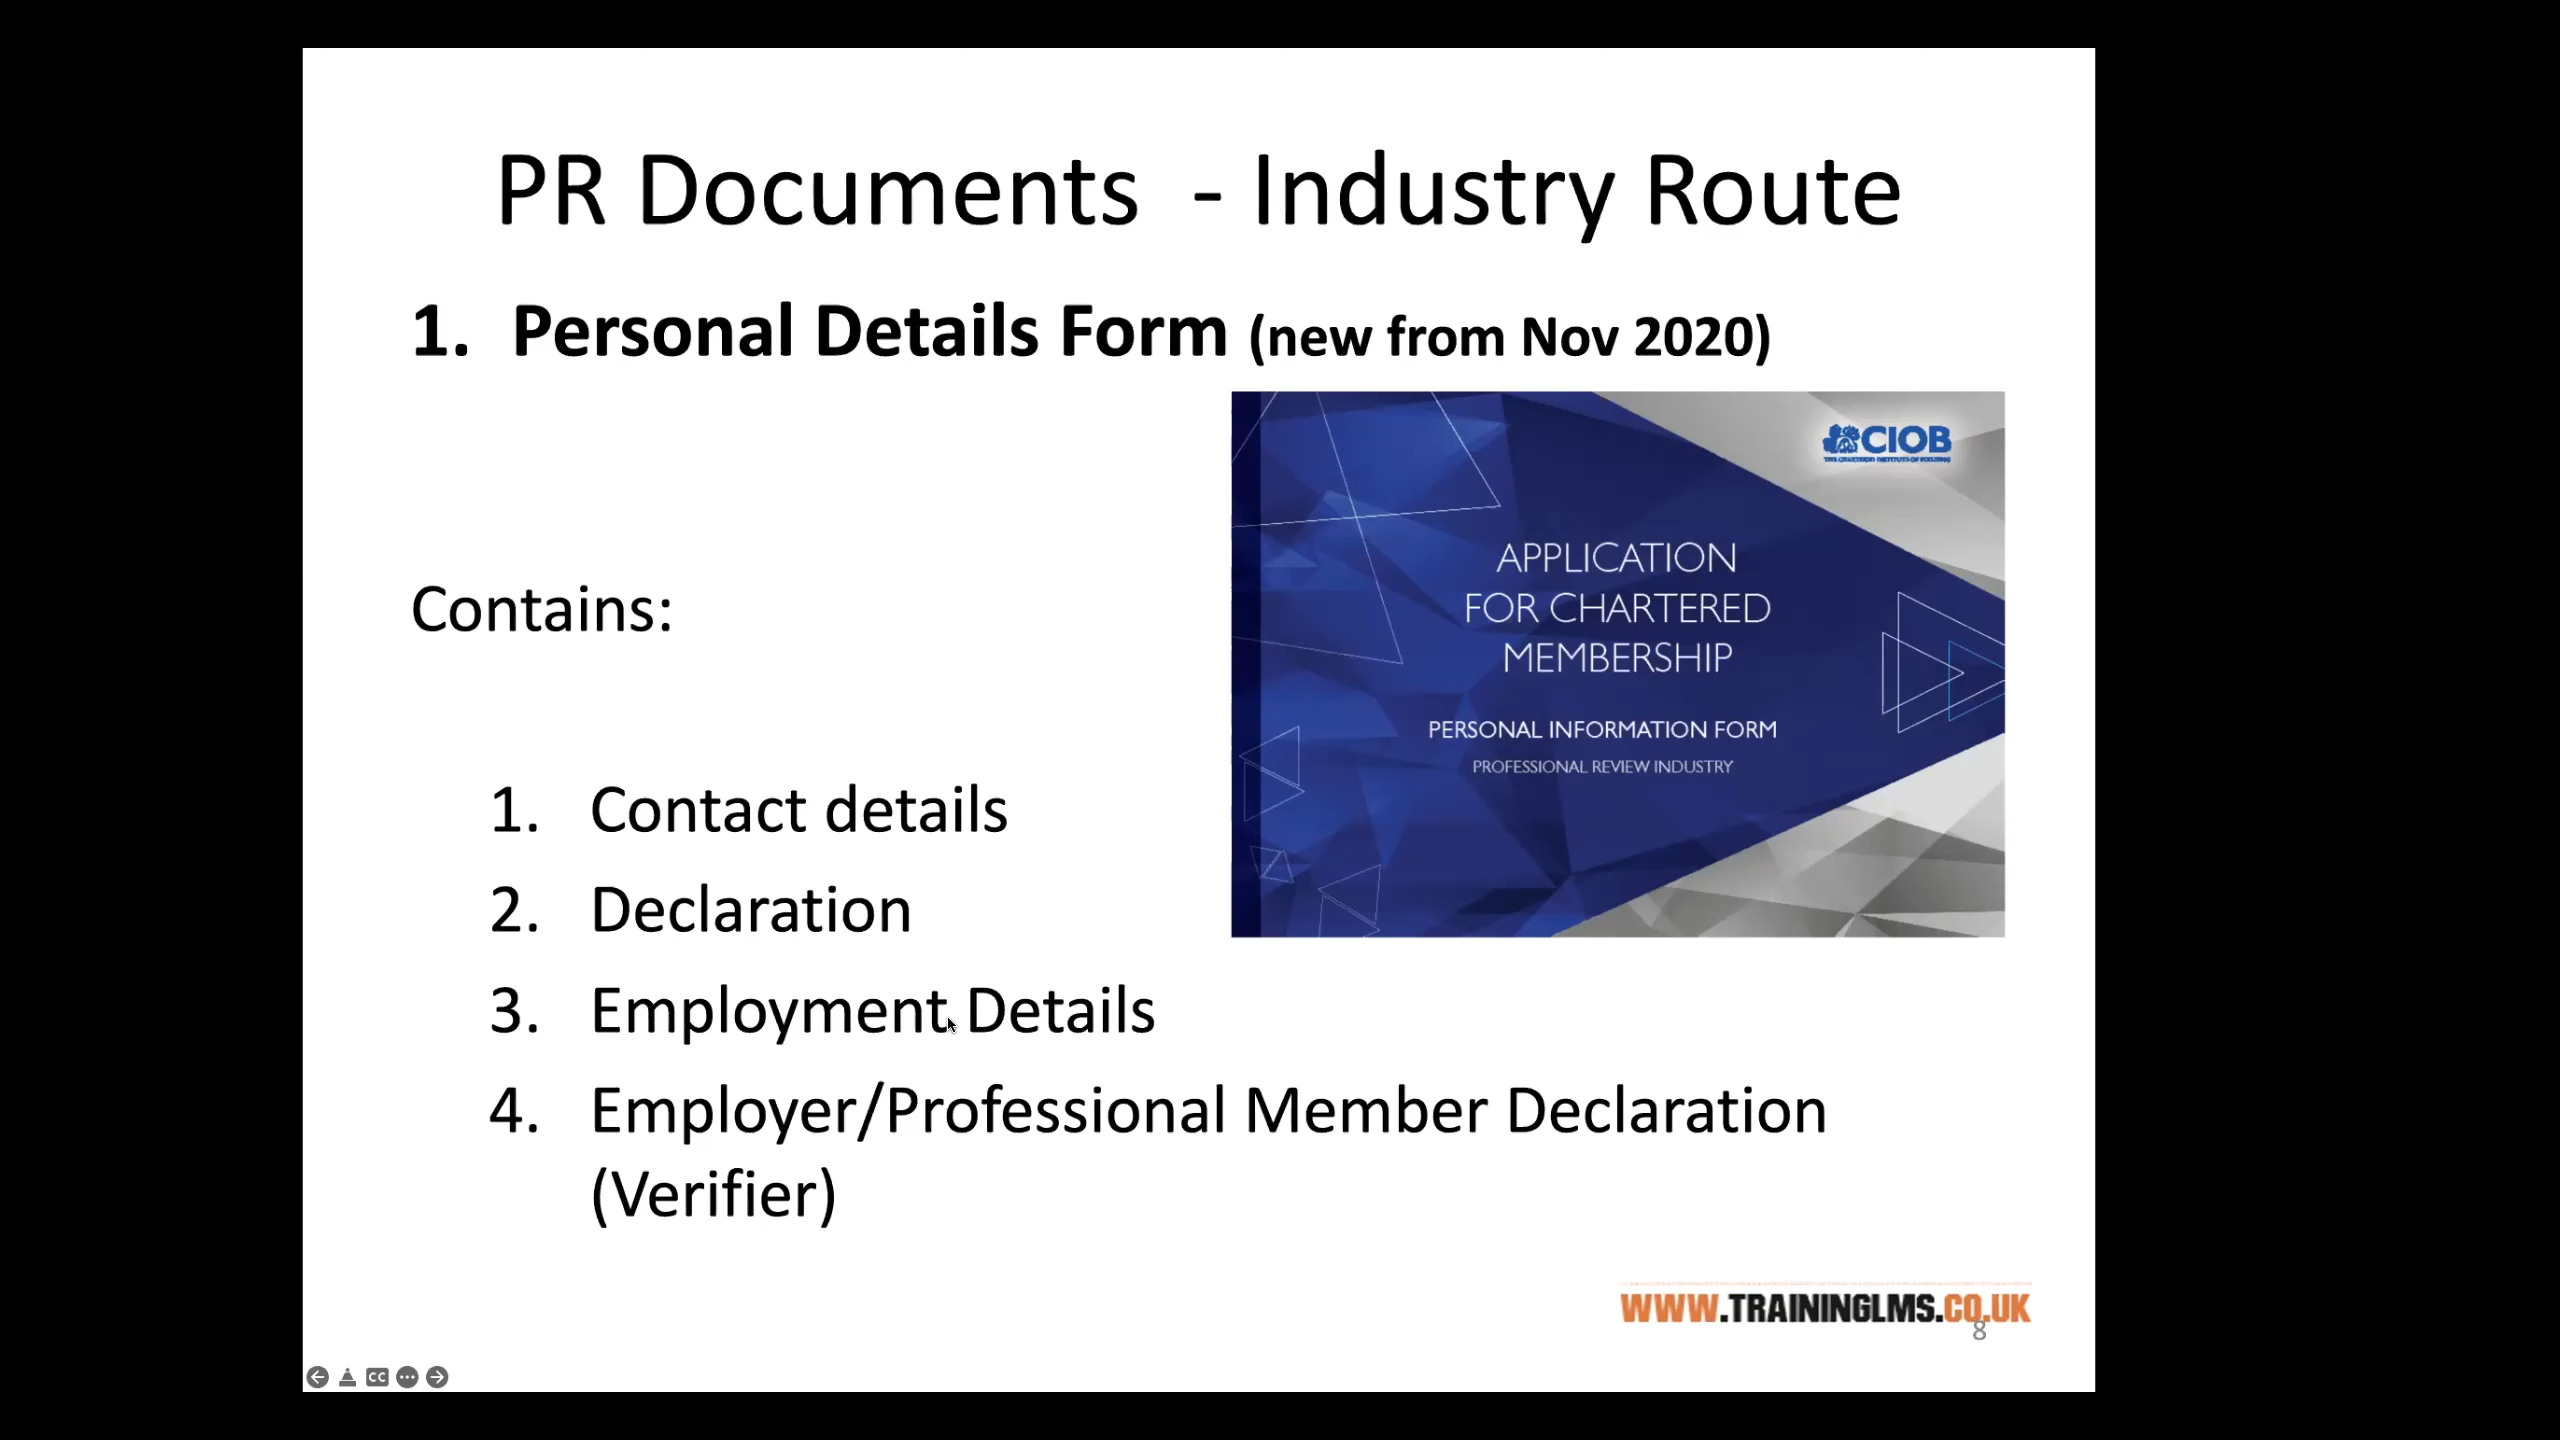 PR Documents - Industry Route
1. Personal Details Form (new from Nov 2020)
CIOB
THE CHARTERED INSTITUTE OF BUILDING
APPLICATION
FOR CHARTERED
MEMBERSHIP
PERSONAL INFORMATION FORM
PROFESSIONAL REVIEW INDUSTRY
Contains:
1. Contact details
2. Declaration
3. Employment Details
4. Employer/Professional Member Declaration
(Verifier)
WWW.TRAININGLMS.CO.UK
8
CC